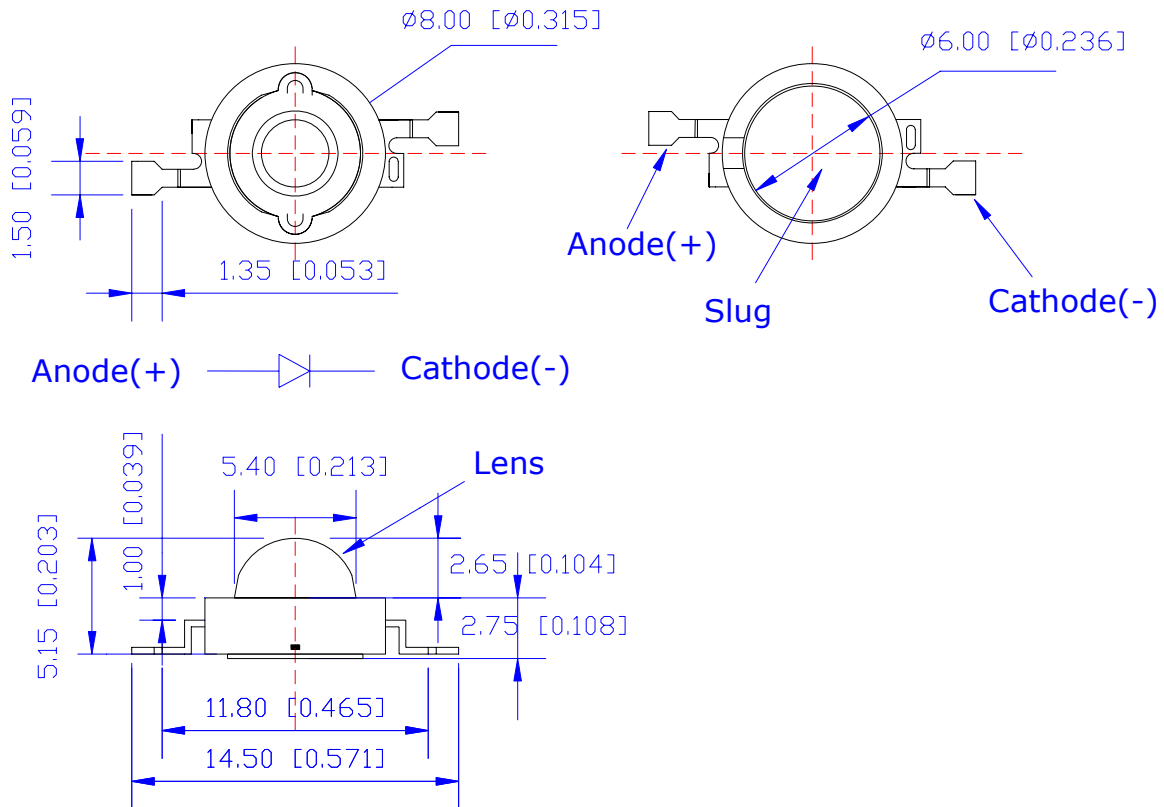 ø8.00 [ø0.315]
ø6.00 [ø0.236]
1.50 [0.059]
1.35 [0.053]
Anode(+)
Slug
Cathode(-)
Anode(+)
Cathode(-)
Lens
5.40 [0.213]
1.00 [0.039]
5.15 [0.203]
2.65 [0.104]
2.75 [0.108]
11.80 [0.465]
14.50 [0.571]